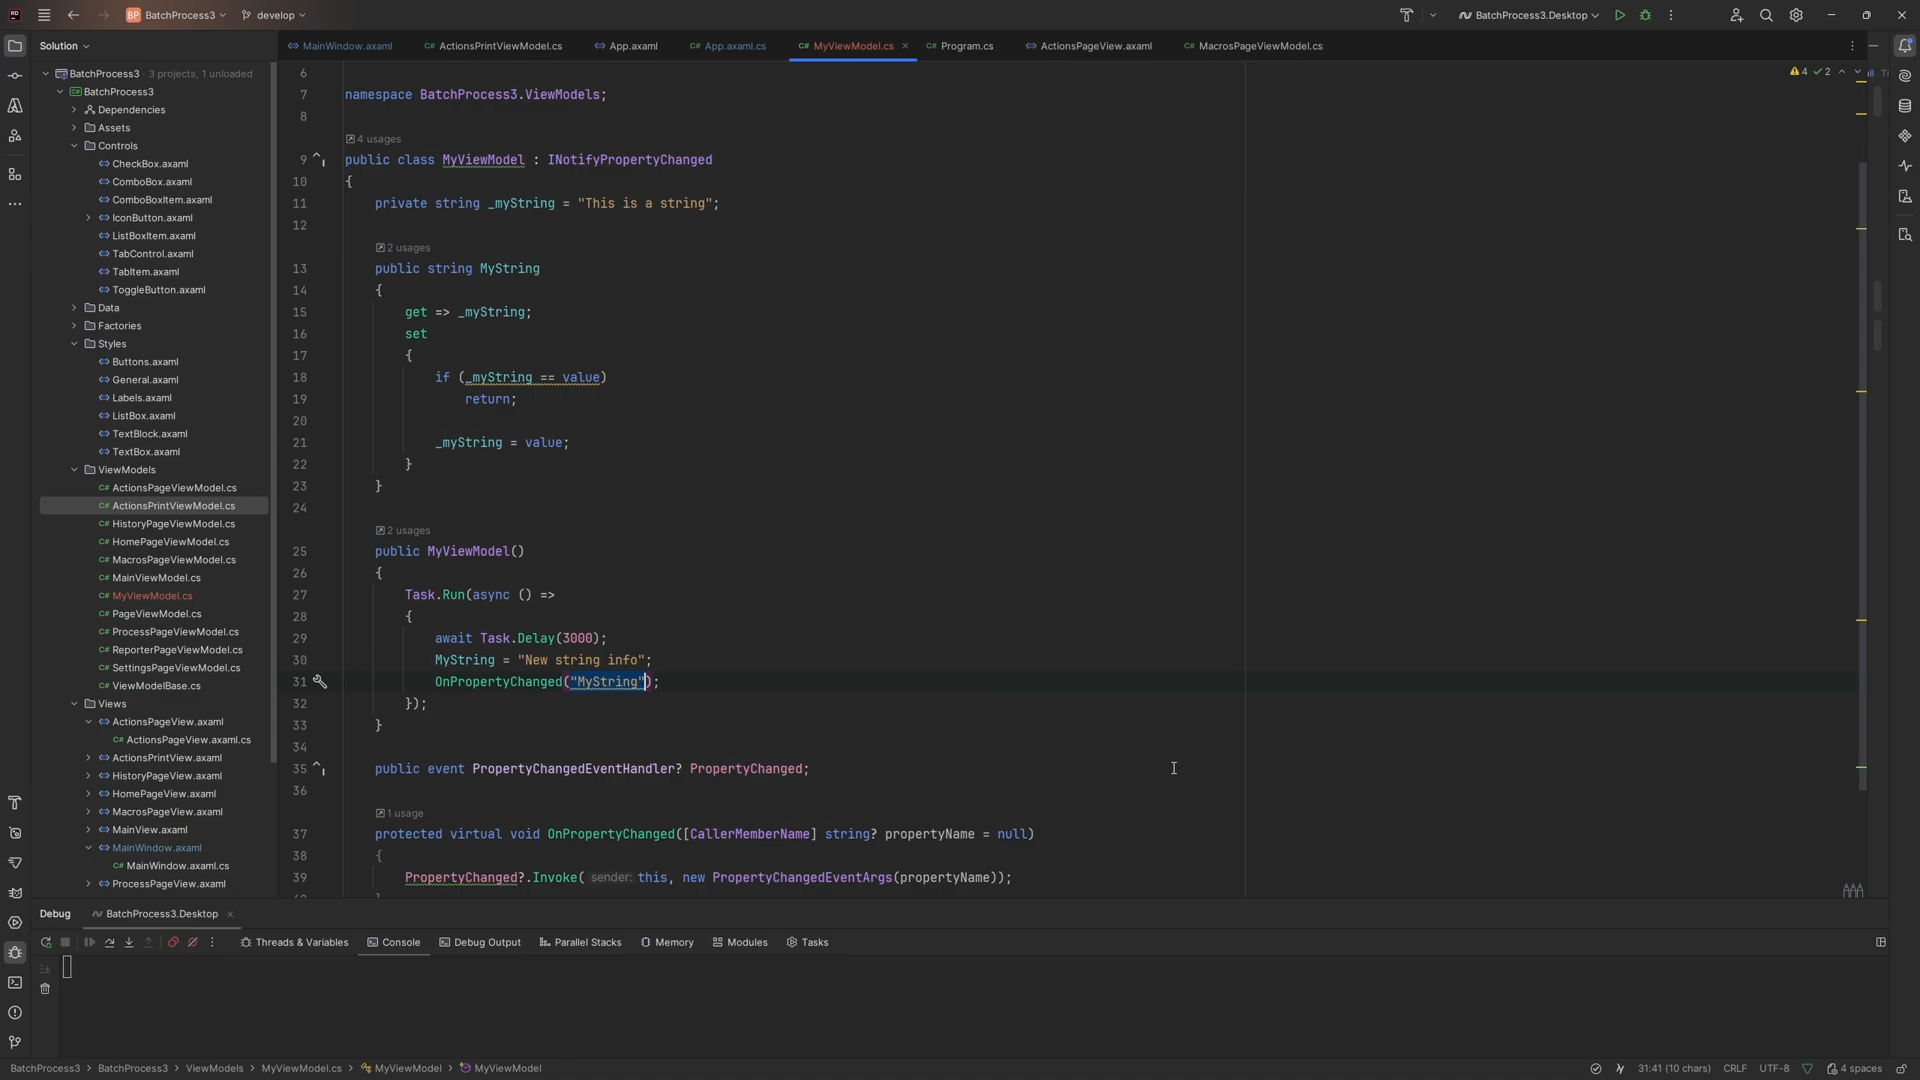 BP BatchProcess3 develop BatchProcess3.Desktop
Solution
MainWindow.axaml ActionsPrintViewModel.cs App.axaml App.axaml.cs MyViewModel.cs Program.cs ActionsPageView.axaml MacrosPageViewModel.cs
BatchProcess3 · 3 projects, 1 unloaded
BatchProcess3
Dependencies
Assets
Controls
CheckBox.axaml
ComboBox.axaml
ComboBoxItem.axaml
IconButton.axaml
ListBoxItem.axaml
TabControl.axaml
TabItem.axaml
ToggleButton.axaml
Data
Factories
Styles
Buttons.axaml
General.axaml
Labels.axaml
ListBox.axaml
TextBlock.axaml
TextBox.axaml
ViewModels
C# ActionsPageViewModel.cs
C# ActionsPrintViewModel.cs
C# HistoryPageViewModel.cs
C# HomePageViewModel.cs
C# MacrosPageViewModel.cs
C# MainViewModel.cs
C# MyViewModel.cs
C# PageViewModel.cs
C# ProcessPageViewModel.cs
C# ReporterPageViewModel.cs
C# SettingsPageViewModel.cs
C# ViewModelBase.cs
Views
ActionsPageView.axaml
C# ActionsPageView.axaml.cs
ActionsPrintView.axaml
HistoryPageView.axaml
HomePageView.axaml
MacrosPageView.axaml
MainView.axaml
MainWindow.axaml
C# MainWindow.axaml.cs
ProcessPageView.axaml
4 2
6
7 namespace BatchProcess3.ViewModels;
8
4 usages
9 public class MyViewModel : INotifyPropertyChanged
10 {
11 private string _myString = "This is a string";
12
2 usages
13 public string MyString
14 {
15 get => _myString;
16 set
17 {
18 if (_myString == value)
19 return;
20
21 _myString = value;
22 }
23 }
24
2 usages
25 public MyViewModel()
26 {
27 Task.Run(async () =>
28 {
29 await Task.Delay(3000);
30 MyString = "New string info";
31 OnPropertyChanged("MyString");
32 });
33 }
34
35 public event PropertyChangedEventHandler? PropertyChanged;
36
1 usage
37 protected virtual void OnPropertyChanged([CallerMemberName] string? propertyName = null)
38 {
39 PropertyChanged?.Invoke( sender: this, new PropertyChangedEventArgs(propertyName));
Debug BatchProcess3.Desktop
Threads & Variables Console Debug Output Parallel Stacks Memory Modules Tasks
BatchProcess3 > BatchProcess3 > ViewModels > MyViewModel.cs > MyViewModel > MyViewModel 31:41 (10 chars) CRLF UTF-8 4 spaces